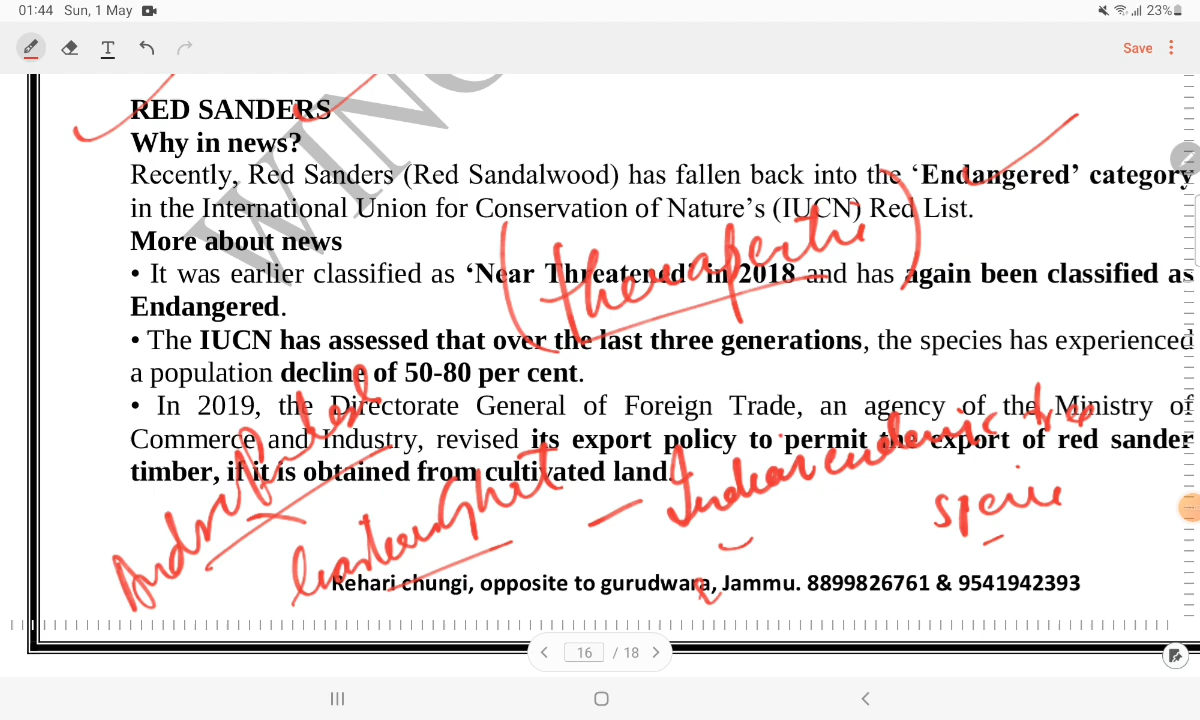 01:44 Sun, 1 May 23%
T Save
RED SANDERS
Why in news?
Recently, Red Sanders (Red Sandalwood) has fallen back into the ‘Endangered’ category
in the International Union for Conservation of Nature’s (IUCN) Red List.
More about news
• It was earlier classified as ‘Near Threatened’ in 2018 and has again been classified as
Endangered.
• The IUCN has assessed that over the last three generations, the species has experienced
a population decline of 50-80 per cent.
• In 2019, the Directorate General of Foreign Trade, an agency of the Ministry of
Commerce and Industry, revised its export policy to permit the export of red sander
timber, if it is obtained from cultivated land.
Indian endemic tree
Rehari chungi, opposite to gurudwara, Jammu. 8899826761 & 9541942393
16 / 18